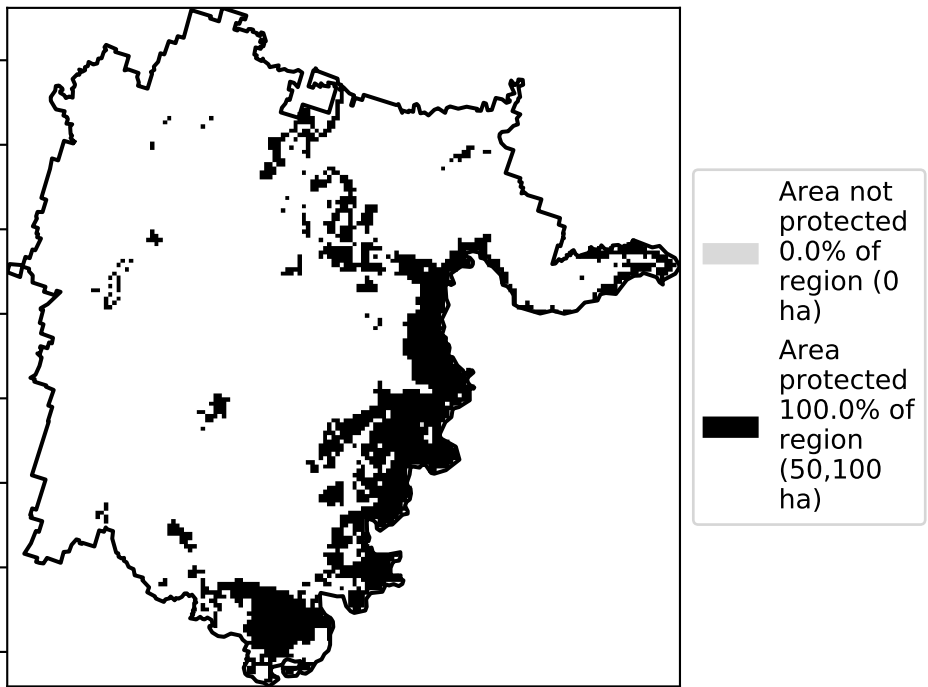 Area not
protected
0.0% of
region (0
ha)
Area
protected
100.0% of
region
(50,100
ha)